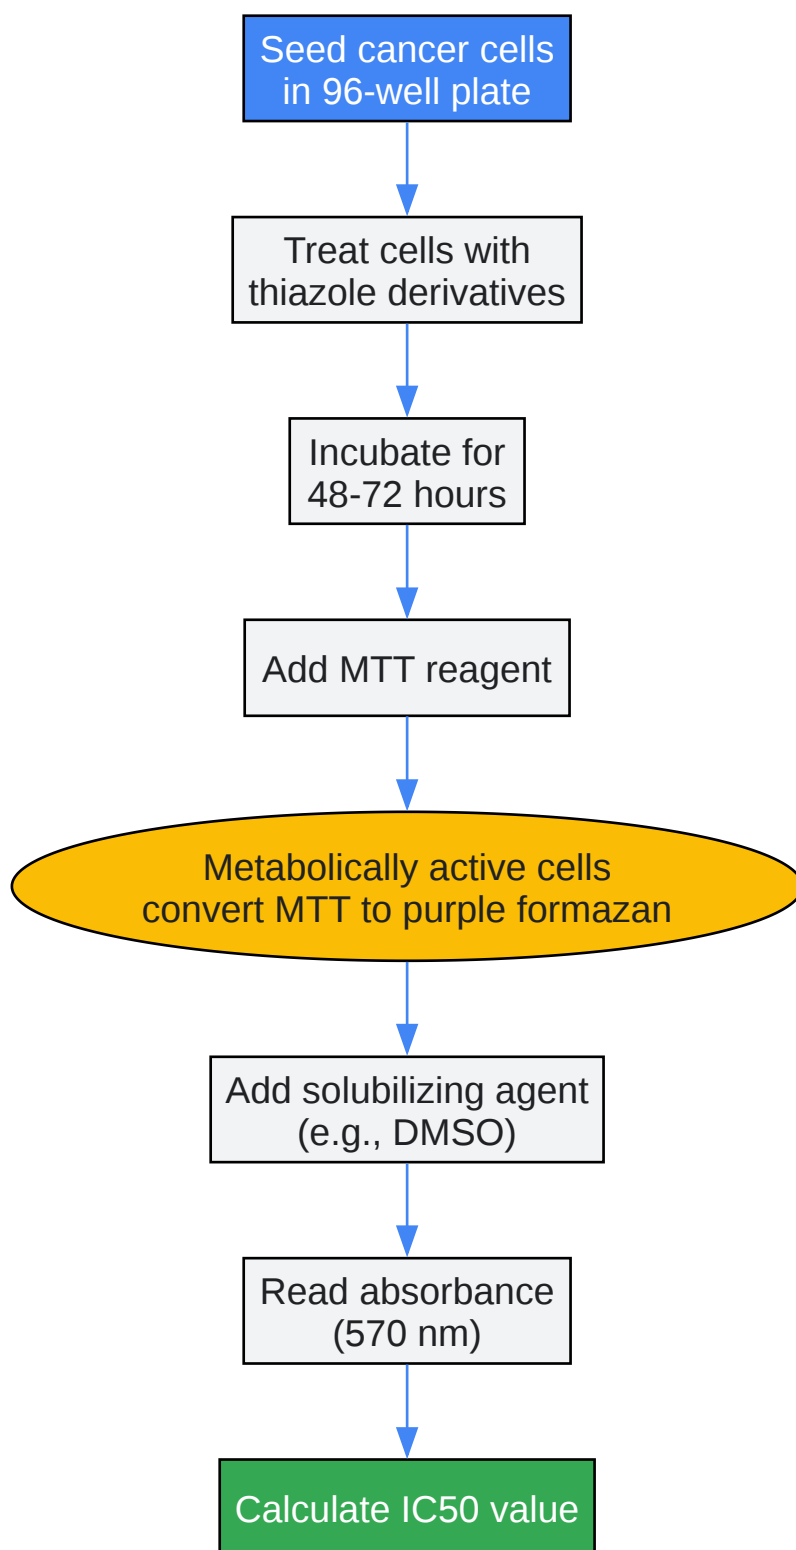 Seed cancer cells
in 96-well plate
Treat cells with
thiazole derivatives
Incubate for
48-72 hours
Add MTT reagent
Metabolically active cells
convert MTT to purple formazan
Add solubilizing agent
(e.g., DMSO)
Read absorbance
(570 nm)
Calculate IC50 value